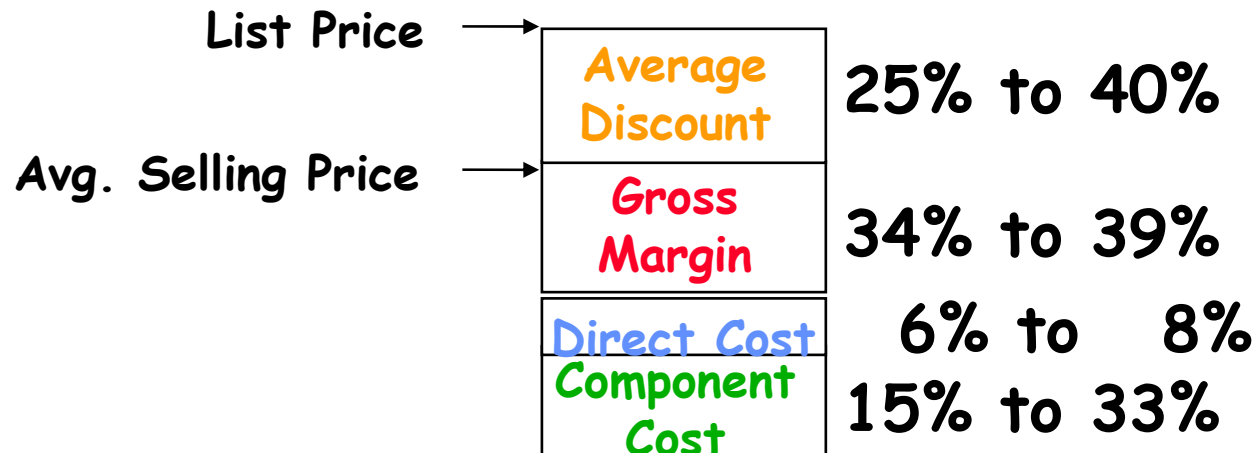 List Price
Average
Discount
25% to 40%
Avg. Selling Price
Gross
Margin
34% to 39%
Direct Cost
6% to 8%
Component
Cost
15% to 33%